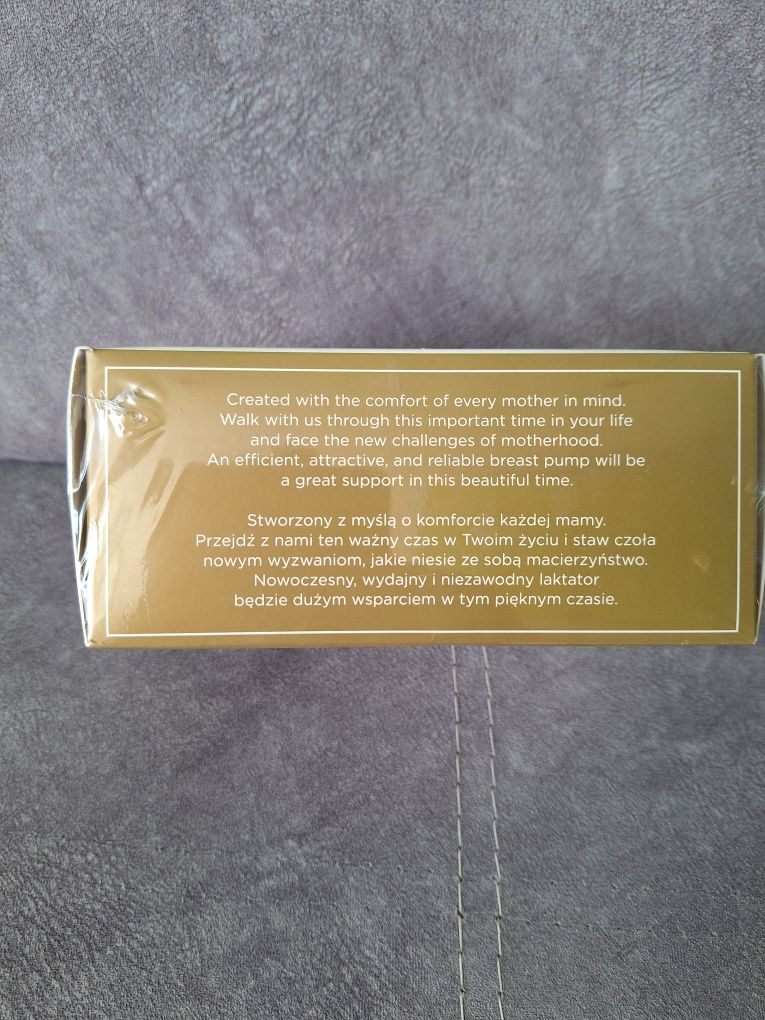 Created with the comfort of every mother in mind.
Walk with us through this important time in your life
and face the new challenges of motherhood.
An efficient, attractive, and reliable breast pump will be
a great support in this beautiful time.
Stworzony z myślą o komforcie każdej mamy.
Przejdź z nami ten ważny czas w Twoim życiu i staw czoła
nowym wyzwaniom, jakie niesie ze sobą macierzyństwo.
Nowoczesny, wydajny i niezawodny laktator
będzie dużym wsparciem w tym pięknym czasie.